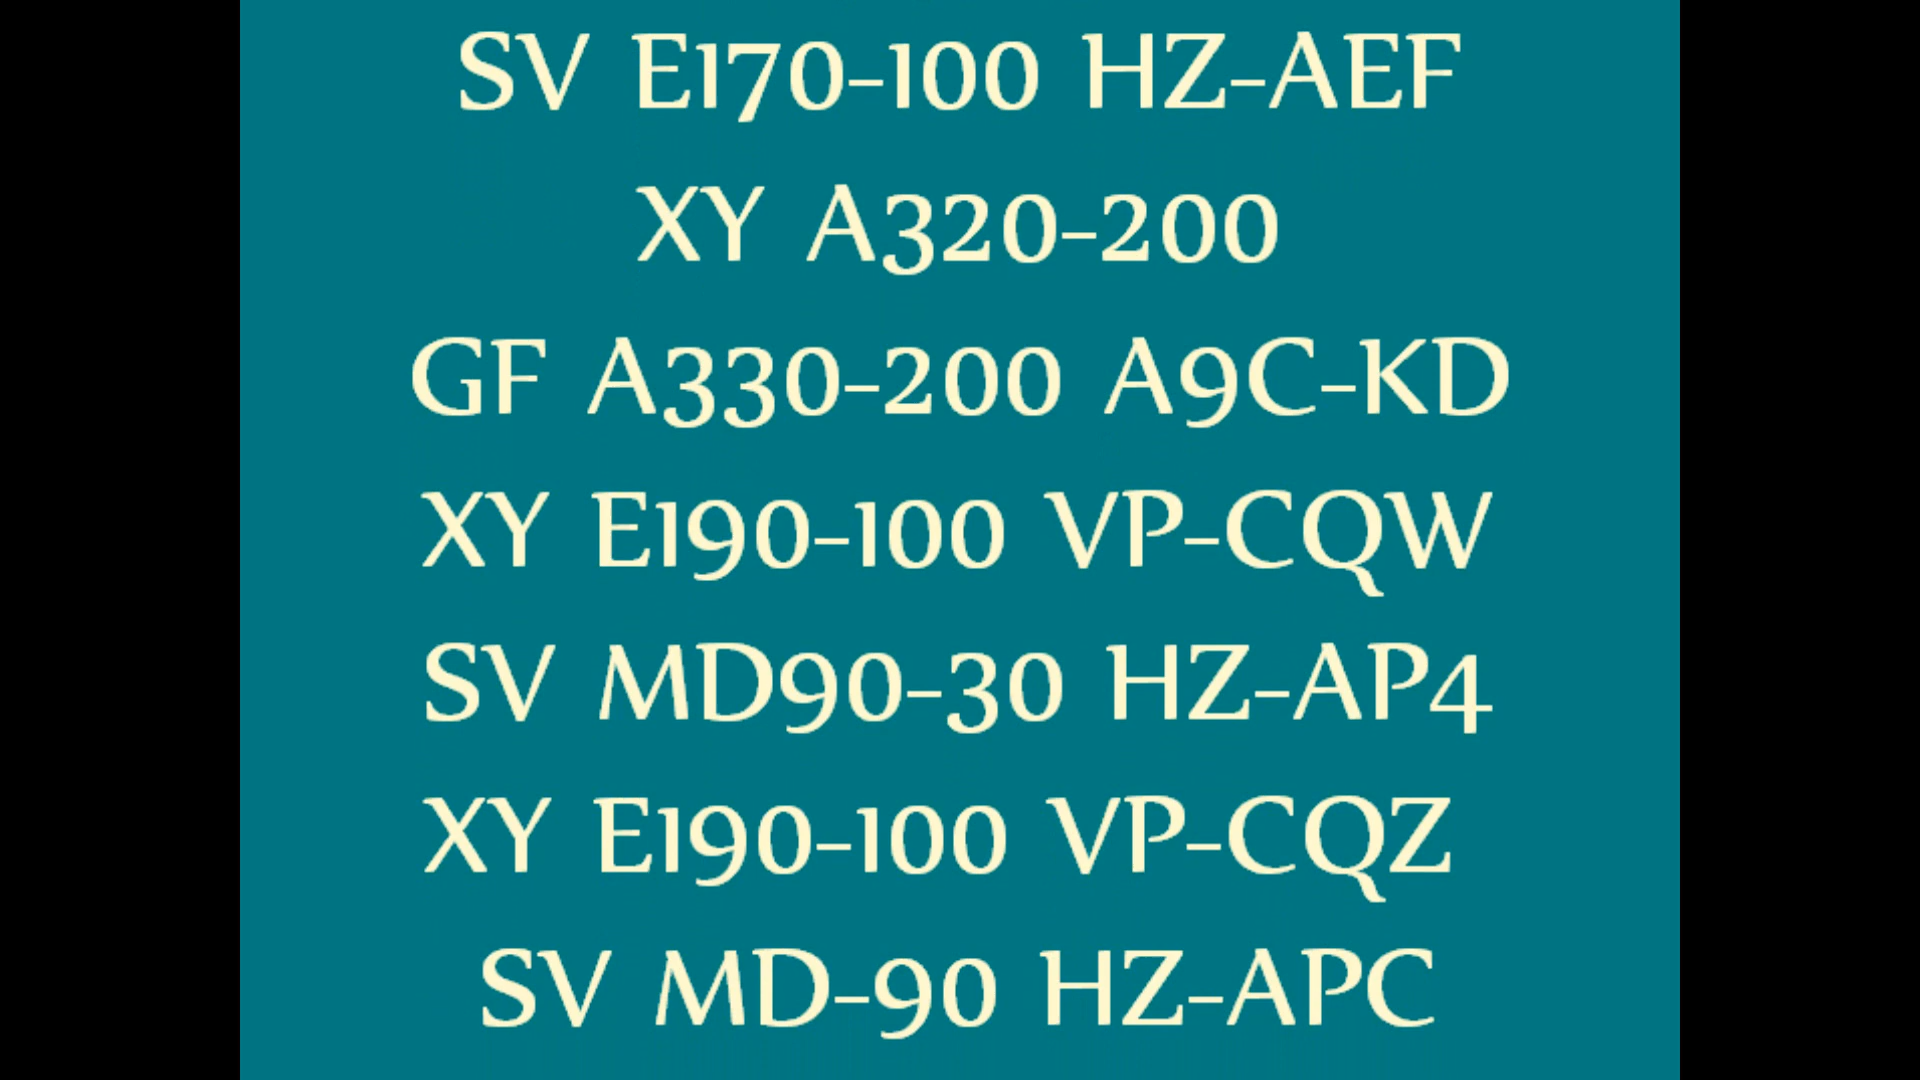 SV E170-100 HZ-AEF
XY A320-200
GF A330-200 A9C-KD
XY E190-100 VP-CQW
SV MD90-30 HZ-AP4
XY E190-100 VP-CQZ
SV MD-90 HZ-APC